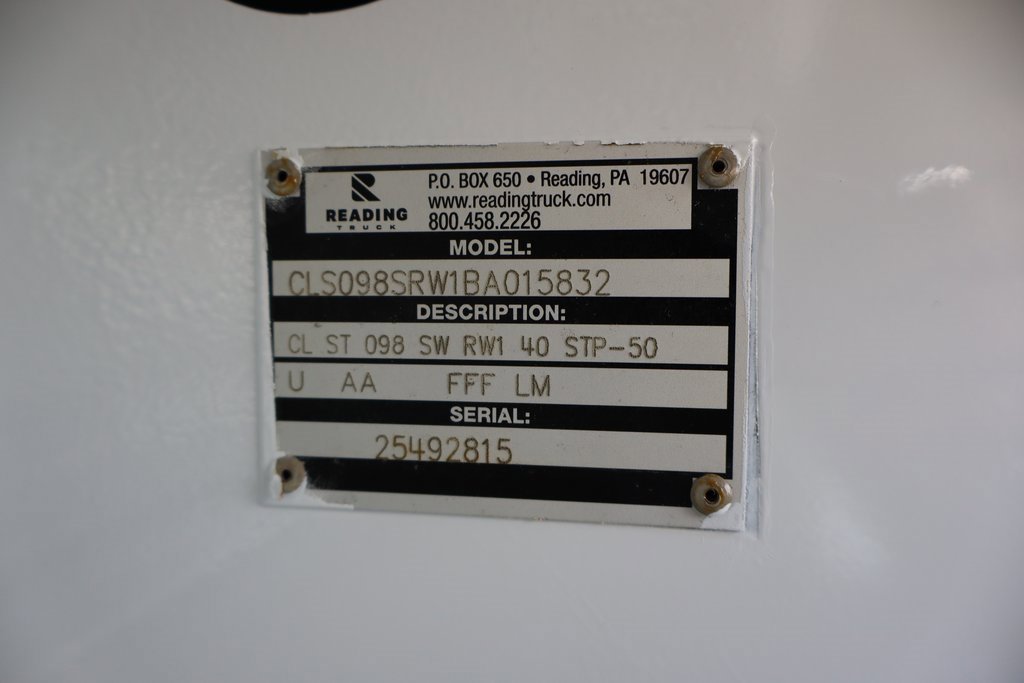 READING
TRUCK
P.O. BOX 650 • Reading, PA 19607
www.readingtruck.com
800.458.2226
MODEL:
CLS098SRW1BA015832
DESCRIPTION:
CL ST 098 SW RW1 40 STP-50
U AA FFF LM
SERIAL:
25492815